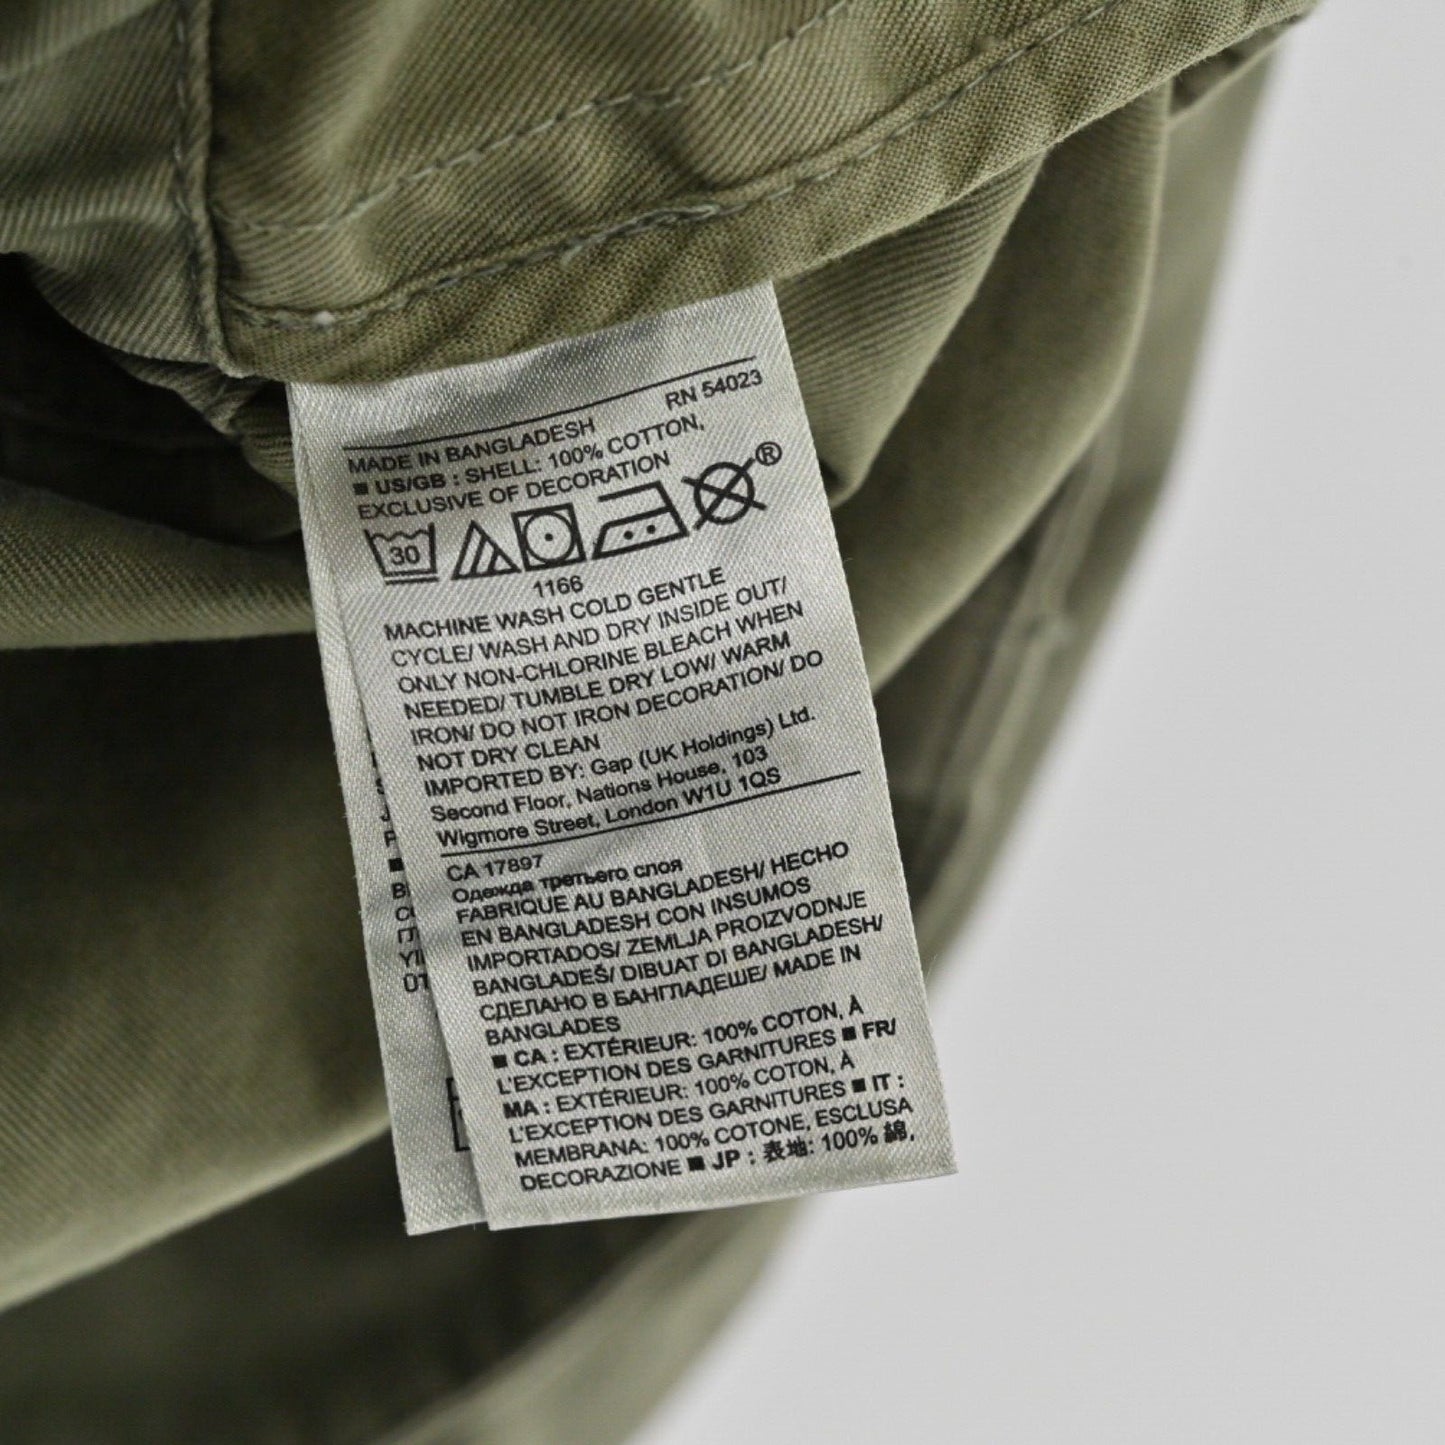 RN 54023
MADE IN BANGLADESH
■ US/GB : SHELL: 100% COTTON,
EXCLUSIVE OF DECORATION
30
®
1166
MACHINE WASH COLD GENTLE
CYCLE/ WASH AND DRY INSIDE OUT/
ONLY NON-CHLORINE BLEACH WHEN
NEEDED/ TUMBLE DRY LOW/ WARM
IRON/ DO NOT IRON DECORATION/ DO
NOT DRY CLEAN
IMPORTED BY: Gap (UK Holdings) Ltd.
Second Floor, Nations House, 103
Wigmore Street, London W1U 1QS
CA 17897
Одежда третьего слоя
FABRIQUE AU BANGLADESH/ HECHO
EN BANGLADESH CON INSUMOS
IMPORTADOS/ ZEMLJA PROIZVODNJE
BANGLADEŠ/ DIBUAT DI BANGLADESH/
СДЕЛАНО В БАНГЛАДЕШЕ/ MADE IN
BANGLADES
■ CA : EXTÉRIEUR: 100% COTON, À
L'EXCEPTION DES GARNITURES ■ FR/
MA : EXTÉRIEUR: 100% COTON, À
L'EXCEPTION DES GARNITURES ■ IT :
MEMBRANA: 100% COTONE, ESCLUSA
DECORAZIONE ■ JP : 表地: 100% 綿,